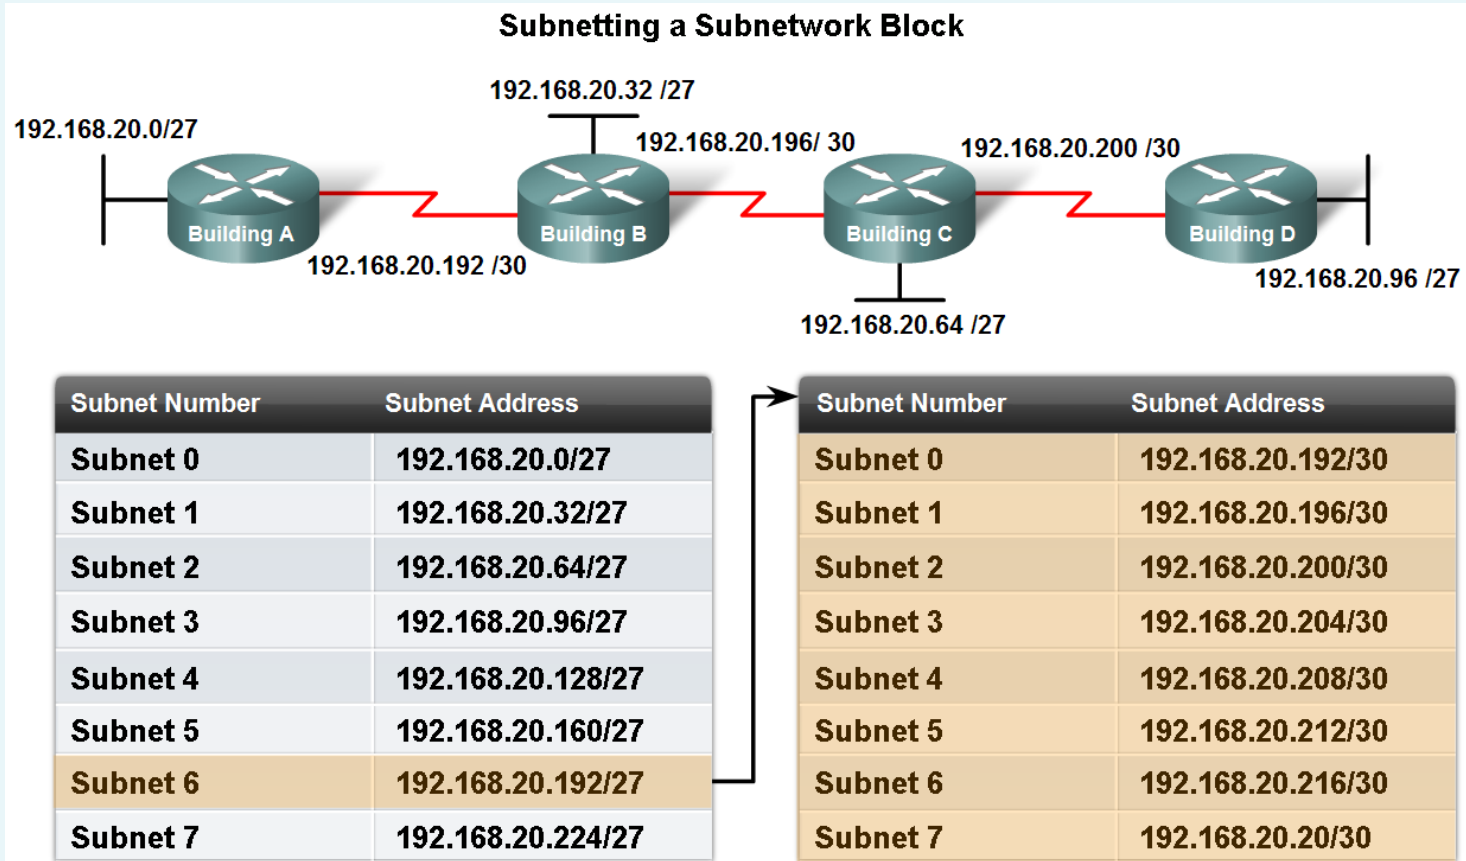 Subnetting a Subnetwork Block
192.168.20.32 /27
192.168.20.0/27
192.168.20.196/ 30
192.168.20.200 /30
Building A
Building B
Building C
Building D
192.168.20.192 /30
192.168.20.96 /27
192.168.20.64 /27
Subnet Number Subnet Address
Subnet 0 192.168.20.0/27
Subnet 1 192.168.20.32/27
Subnet 2 192.168.20.64/27
Subnet 3 192.168.20.96/27
Subnet 4 192.168.20.128/27
Subnet 5 192.168.20.160/27
Subnet 6 192.168.20.192/27
Subnet 7 192.168.20.224/27
Subnet Number Subnet Address
Subnet 0 192.168.20.192/30
Subnet 1 192.168.20.196/30
Subnet 2 192.168.20.200/30
Subnet 3 192.168.20.204/30
Subnet 4 192.168.20.208/30
Subnet 5 192.168.20.212/30
Subnet 6 192.168.20.216/30
Subnet 7 192.168.20.20/30